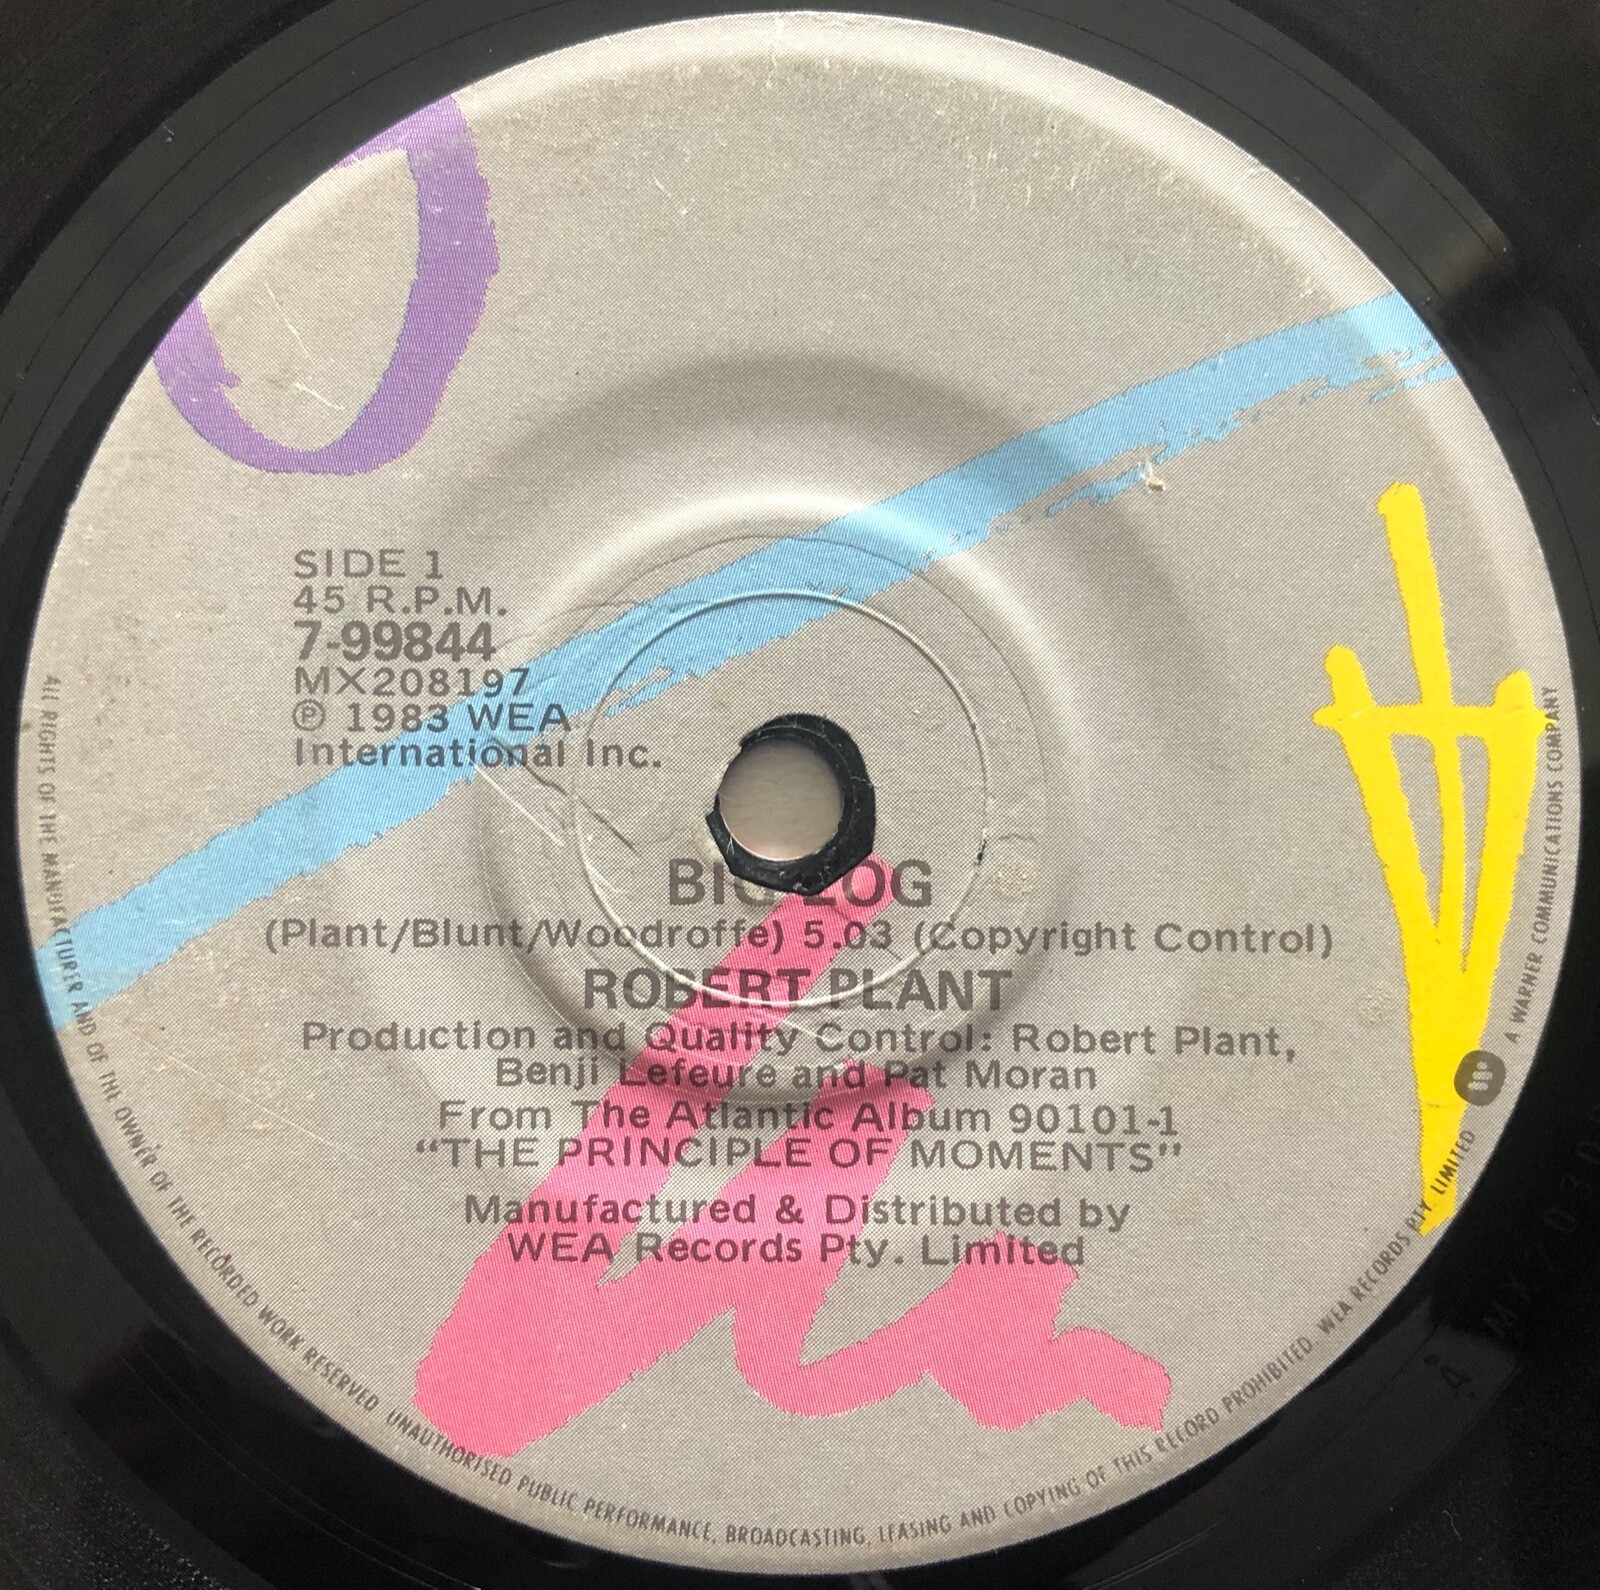 SIDE 1
45 R.P.M.
7-99844
MX208197
℗ 1983 WEA
International Inc.
BIG LOG
(Plant/Blunt/Woodroffe) 5.03 (Copyright Control)
ROBERT PLANT
Production and Quality Control: Robert Plant,
Benji Lefeure and Pat Moran
From The Atlantic Album 90101-1
“THE PRINCIPLE OF MOMENTS”
Manufactured & Distributed by
WEA Records Pty. Limited
ALL RIGHTS OF THE MANUFACTURER AND OF THE OWNER OF THE RECORDED WORK RESERVED UNAUTHORISED PUBLIC PERFORMANCE, BROADCASTING, LEASING AND COPYING OF THIS RECORD PROHIBITED. WEA RECORDS PTY. LIMITED A WARNER COMMUNICATIONS COMPANY